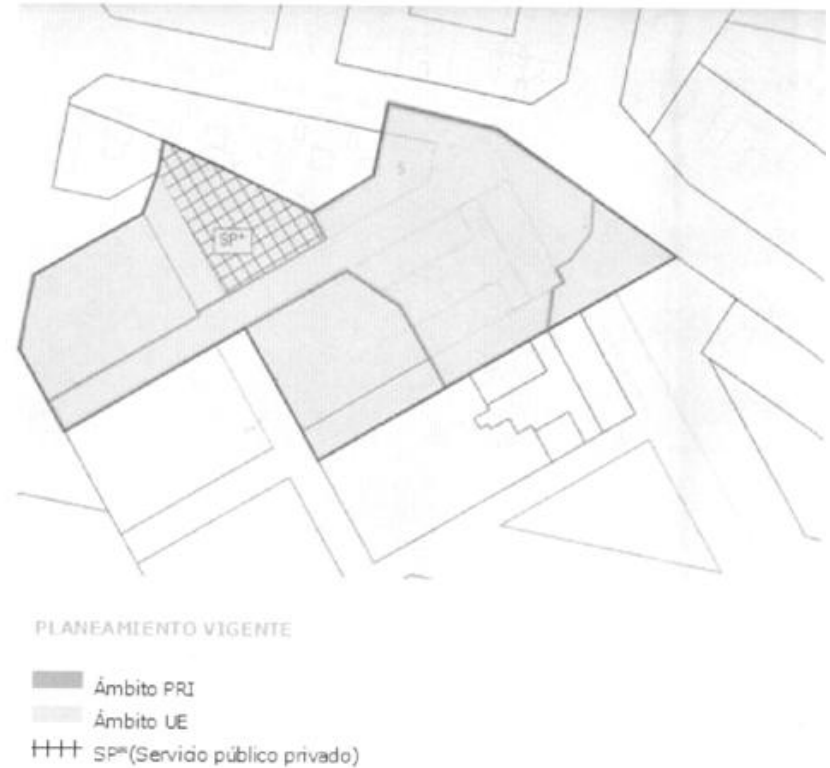 S
SP*
PLANEAMIENTO VIGENTE
Ámbito PRI
Ámbito UE
SP*(Servicio público privado)